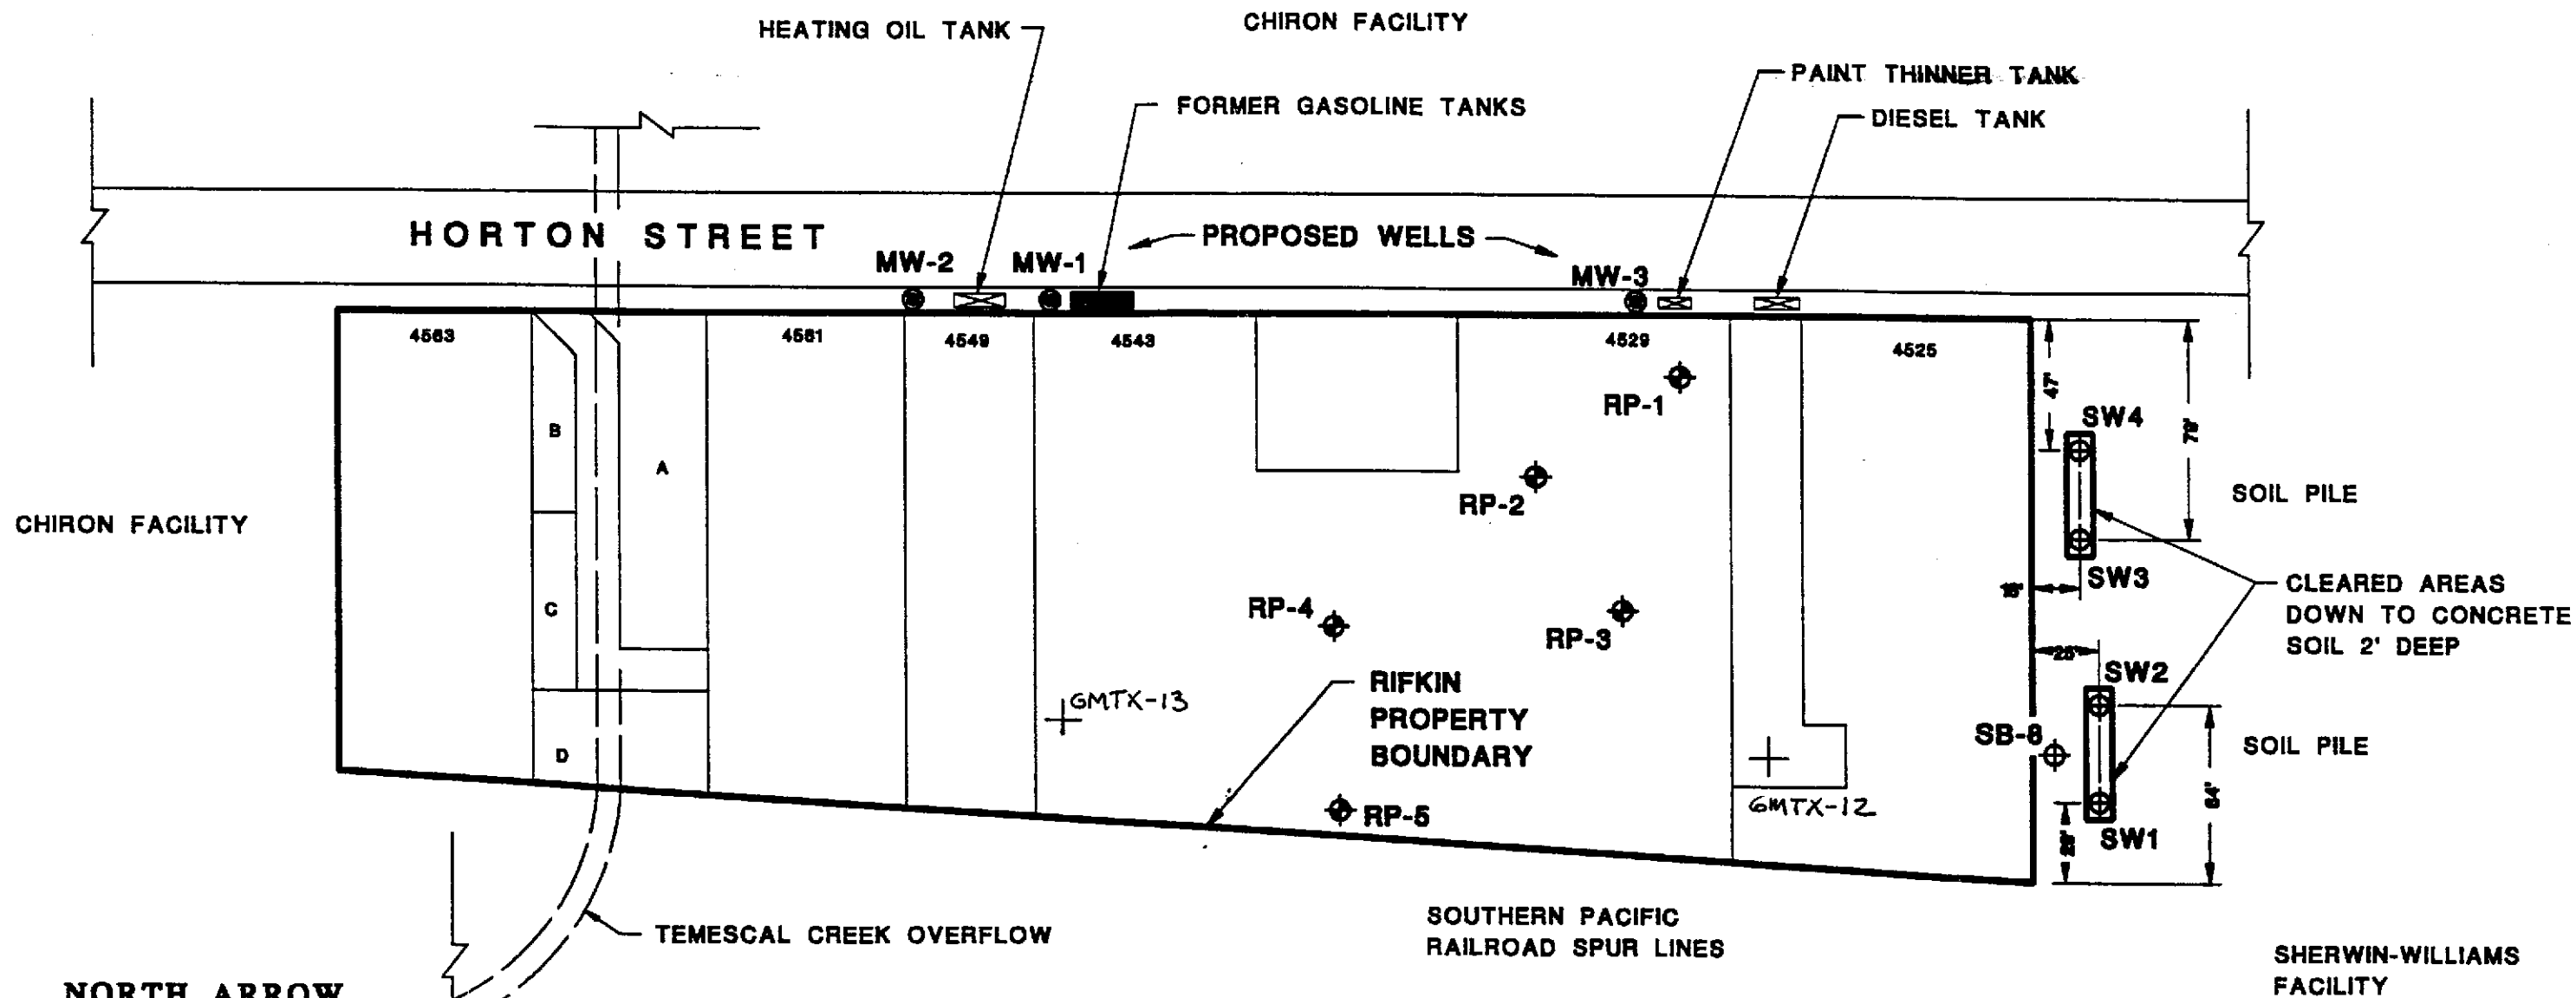 CHIRON FACILITY
HEATING OIL TANK
PAINT THINNER TANK
FORMER GASOLINE TANKS
DIESEL TANK
HORTON STREET
PROPOSED WELLS
MW-2
MW-1
MW-3
4563
4561
4549
4543
4529
4525
47'
79'
RP-1
SW4
B
A
RP-2
SOIL PILE
CHIRON FACILITY
SW3
CLEARED AREAS
DOWN TO CONCRETE
SOIL 2' DEEP
C
RP-4
RP-3
SW2
RIFKIN
PROPERTY
BOUNDARY
GMTX-13
D
SB-8
SOIL PILE
64'
GMTX-12
RP-5
SW1
TEMESCAL CREEK OVERFLOW
SOUTHERN PACIFIC
RAILROAD SPUR LINES
SHERWIN-WILLIAMS
FACILITY
NORTH ARROW